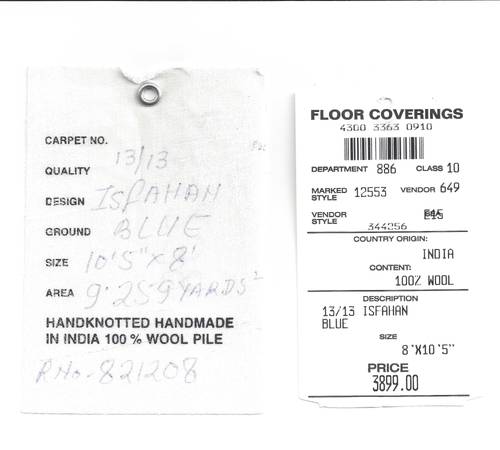 CARPET NO.
QUALITY 13/13
DESIGN ISfAHAN
GROUND BLUE
SIZE 10'5" x 8'
AREA 9.259 YARDS²
HANDKNOTTED HANDMADE
IN INDIA 100 % WOOL PILE
R No - 821208
FLOOR COVERINGS
4300 3363 0910
DEPARTMENT 886 CLASS 10
MARKED STYLE 12553 VENDOR 649
VENDOR STYLE
344256
COUNTRY ORIGIN:
INDIA
CONTENT:
100% WOOL
DESCRIPTION
13/13 ISFAHAN
BLUE
SIZE
8'X10'5"
PRICE
3899.00